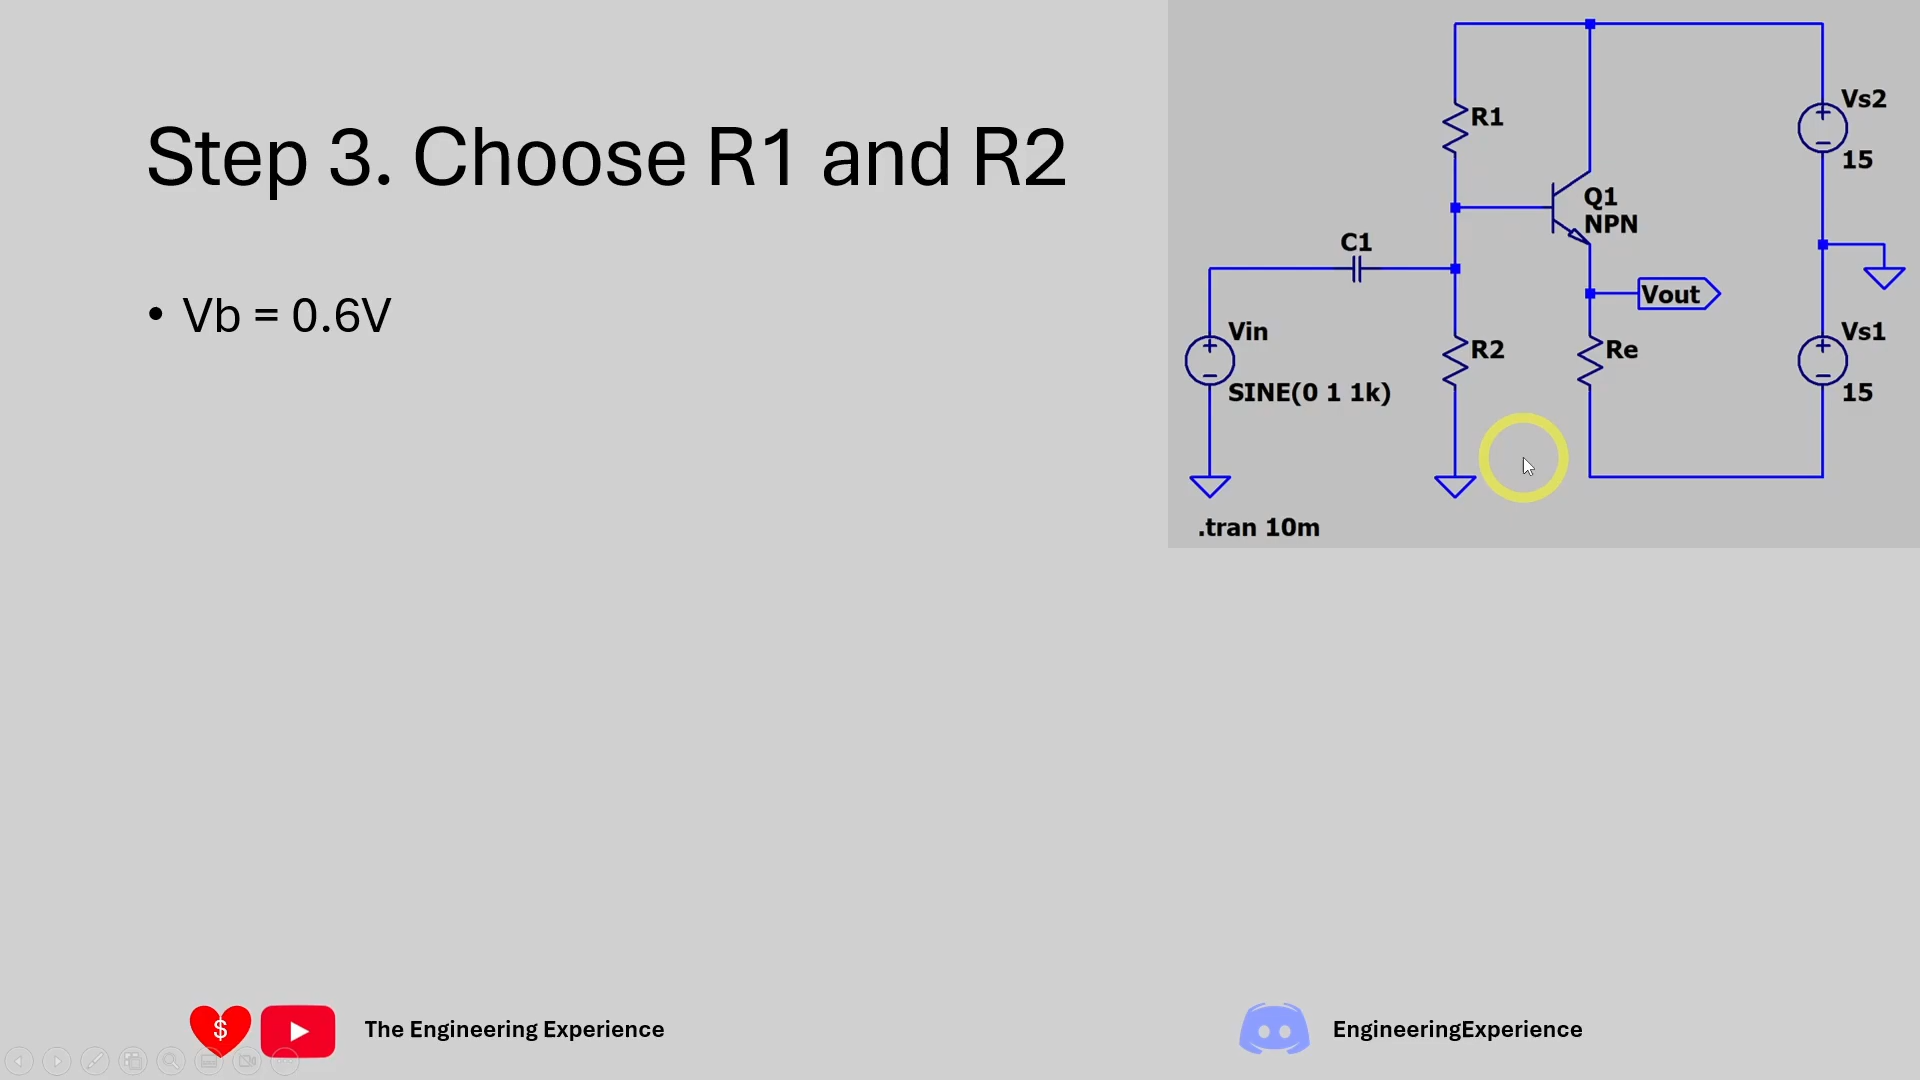 Step 3. Choose R1 and R2
• Vb = 0.6V
R1
Vs2
15
Q1
NPN
C1
Vout
Vin
SINE(0 1 1k)
R2
Re
Vs1
15
.tran 10m
$
The Engineering Experience
EngineeringExperience